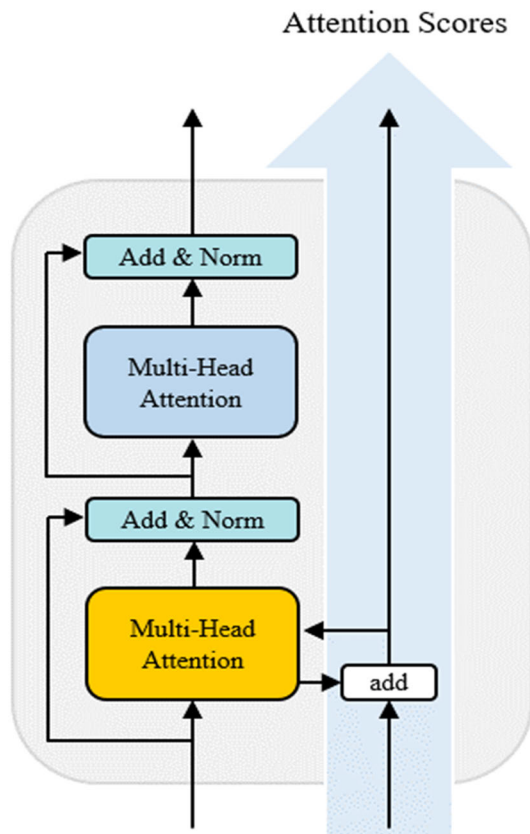 Attention Scores
Add & Norm
Multi-Head
Attention
Add & Norm
Multi-Head
Attention
add